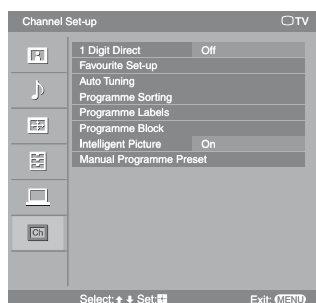 Channel Set-up TV
1 Digit Direct Off
Favourite Set-up
Auto Tuning
Programme Sorting
Programme Labels
Programme Block
Intelligent Picture On
Manual Programme Preset
Ch
Select: Set: Exit: MENU